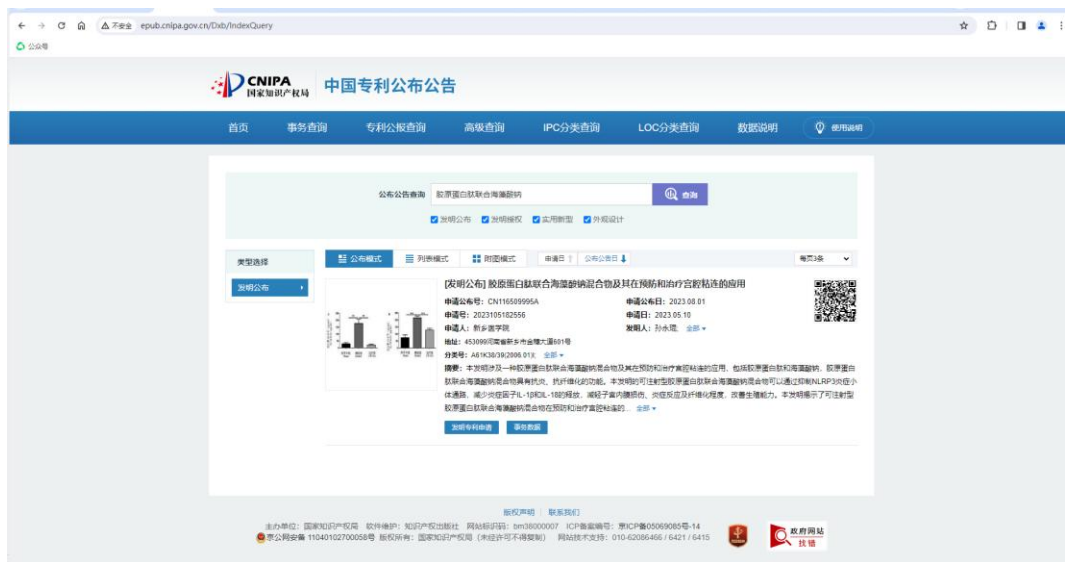 不安全 epub.cnipa.gov.cn/Dxb/IndexQuery
公众号
CNIPA
国家知识产权局
中国专利公布公告
首页 事务查询 专利公报查询 高级查询 IPC分类查询 LOC分类查询 数据说明 使用说明
公布公告查询 胶原蛋白肽联合海藻酸钠 查询
发明公布 发明授权 实用新型 外观设计
类型选择 公布模式 列表模式 附图模式 申请日 公布公告日 每页3条
发明公布
[发明公布] 胶原蛋白肽联合海藻酸钠混合物及其在预防和治疗宫腔粘连的应用
申请公布号：CN116509995A 申请公布日：2023.08.01
申请号：2023105182556 申请日：2023.05.10
申请人：新乡医学院 发明人：孙永琨; 全部
地址：453099河南省新乡市金穗大道601号
分类号：A61K38/39(2006.01)I; 全部
摘要：本发明涉及一种胶原蛋白肽联合海藻酸钠混合物及其在预防和治疗宫腔粘连的应用，包括胶原蛋白肽和海藻酸钠，胶原蛋白
肽联合海藻酸钠混合物具有抗炎、抗纤维化的功能。本发明的可注射型胶原蛋白肽联合海藻酸钠混合物可以通过抑制NLRP3炎症小
体通路，减少炎症因子IL-1β和IL-18的释放，减轻子宫内膜损伤、炎症反应及纤维化程度，改善生殖能力。本发明揭示了可注射型
胶原蛋白肽联合海藻酸钠混合物在预防和治疗宫腔粘连的... 全部
发明专利申请 事务数据
版权声明 联系我们
主办单位：国家知识产权局 软件维护：知识产权出版社 网站标识码：bm38000007 ICP备案编号：京ICP备05069085号-14
京公网安备 11040102700058号 版权所有：国家知识产权局（未经许可不得复制） 网站技术支持：010-62086466 / 6421 / 6415
政府网站
找错